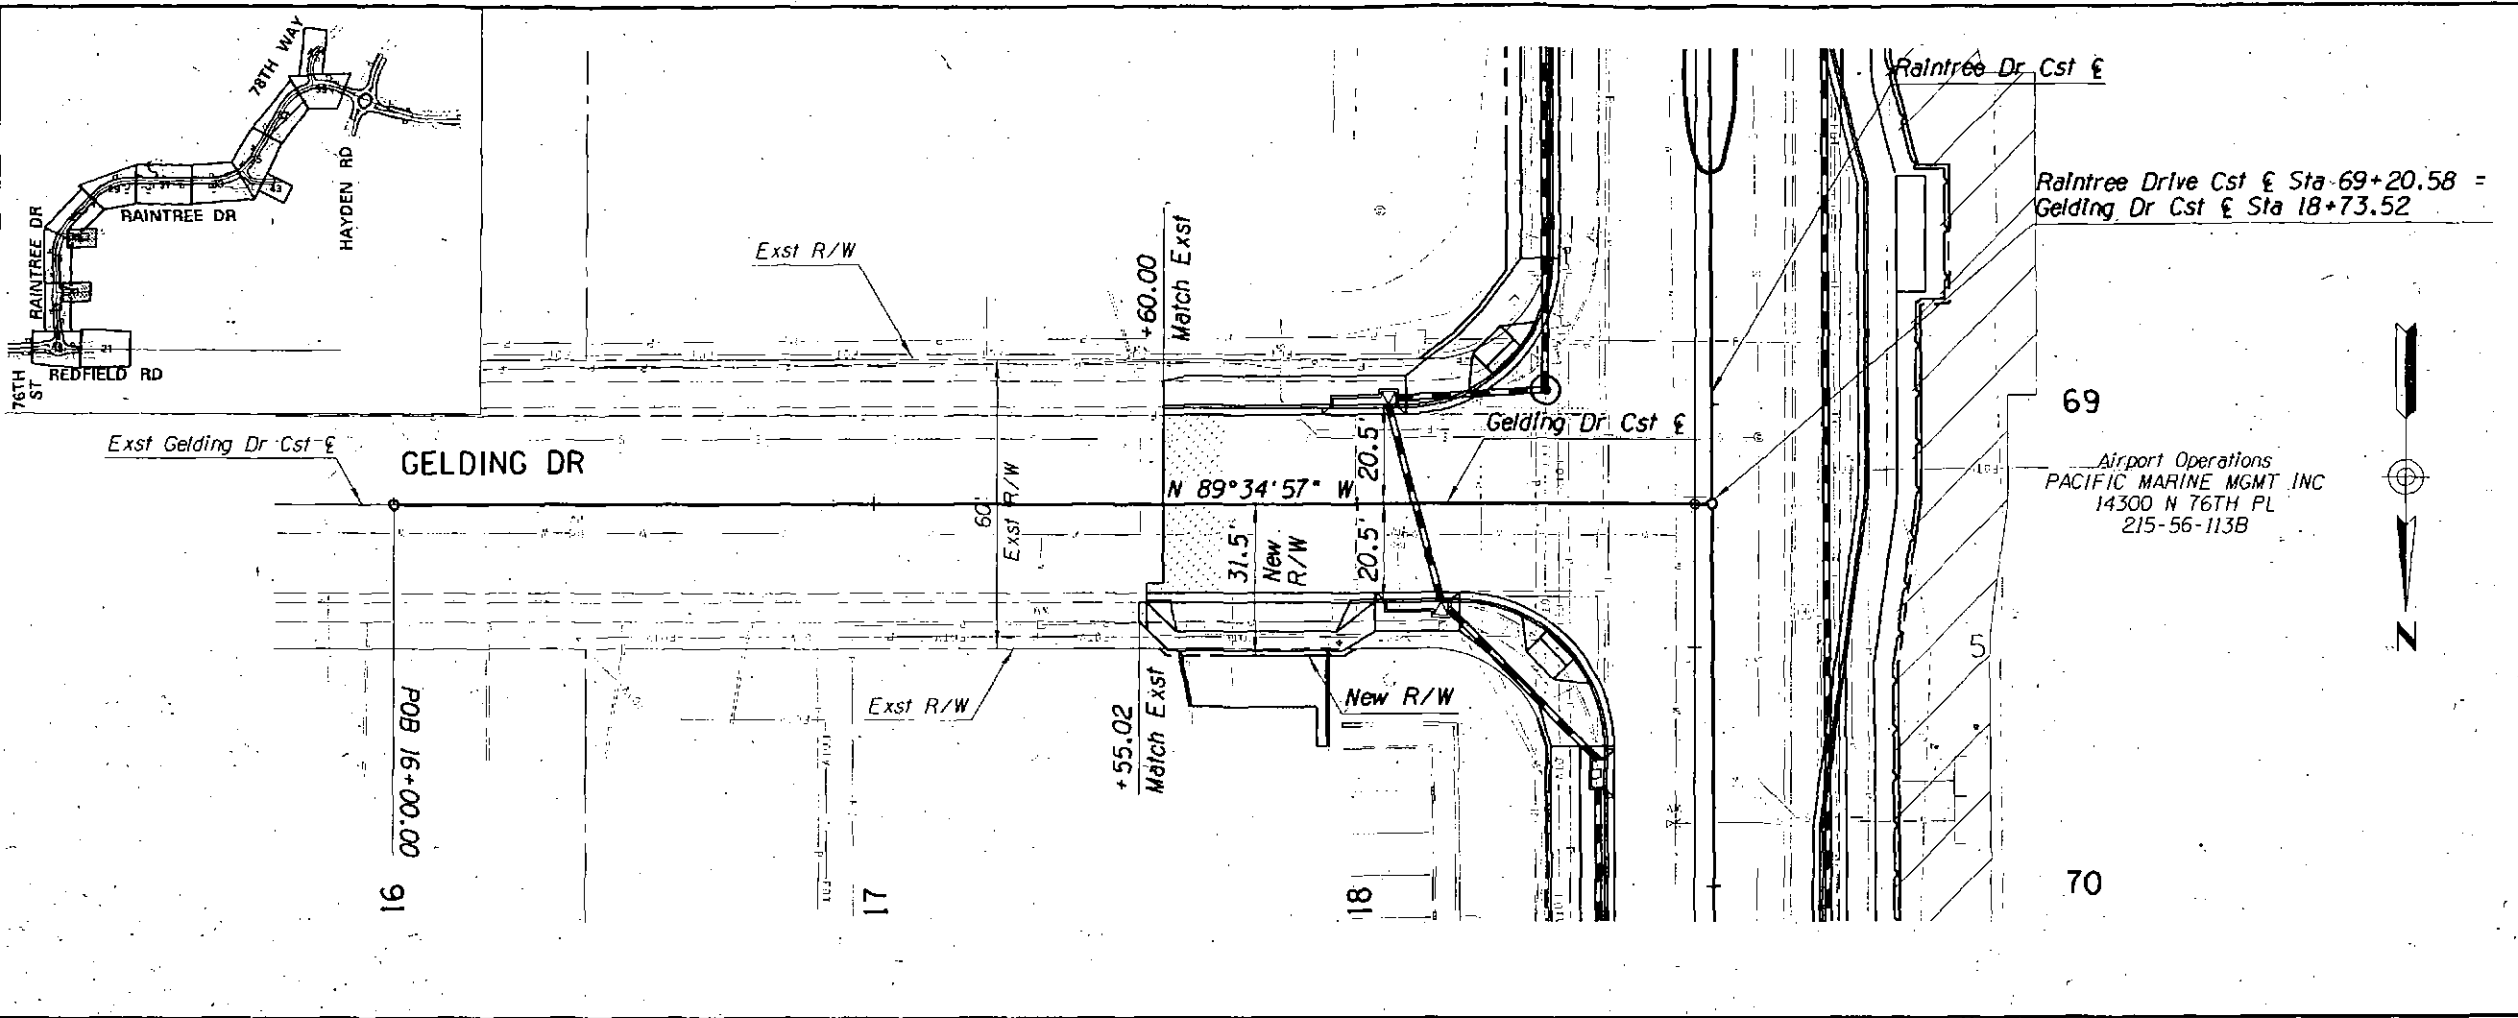 78TH WAY
HAYDEN RD
RAINTREE DR
RAINTREE DR
76TH
ST
REDFIELD RD
21
Raintree Dr Cst ℄
Raintree Drive Cst ℄ Sta 69+20.58 =
Gelding Dr Cst ℄ Sta 18+73.52
Exst R/W
+60.00
Match Exst
Exst Gelding Dr Cst ℄
GELDING DR
Gelding Dr Cst ℄
69
N 89°34'57" W
20.5'
20.5'
60'
Exst R/W
31.5'
New
R/W
Airport Operations
PACIFIC MARINE MGMT INC
14300 N 76TH PL
215-56-113B
N
5
Exst R/W
New R/W
+55.02
Match Exst
POB 16+00.00
16
17
18
70